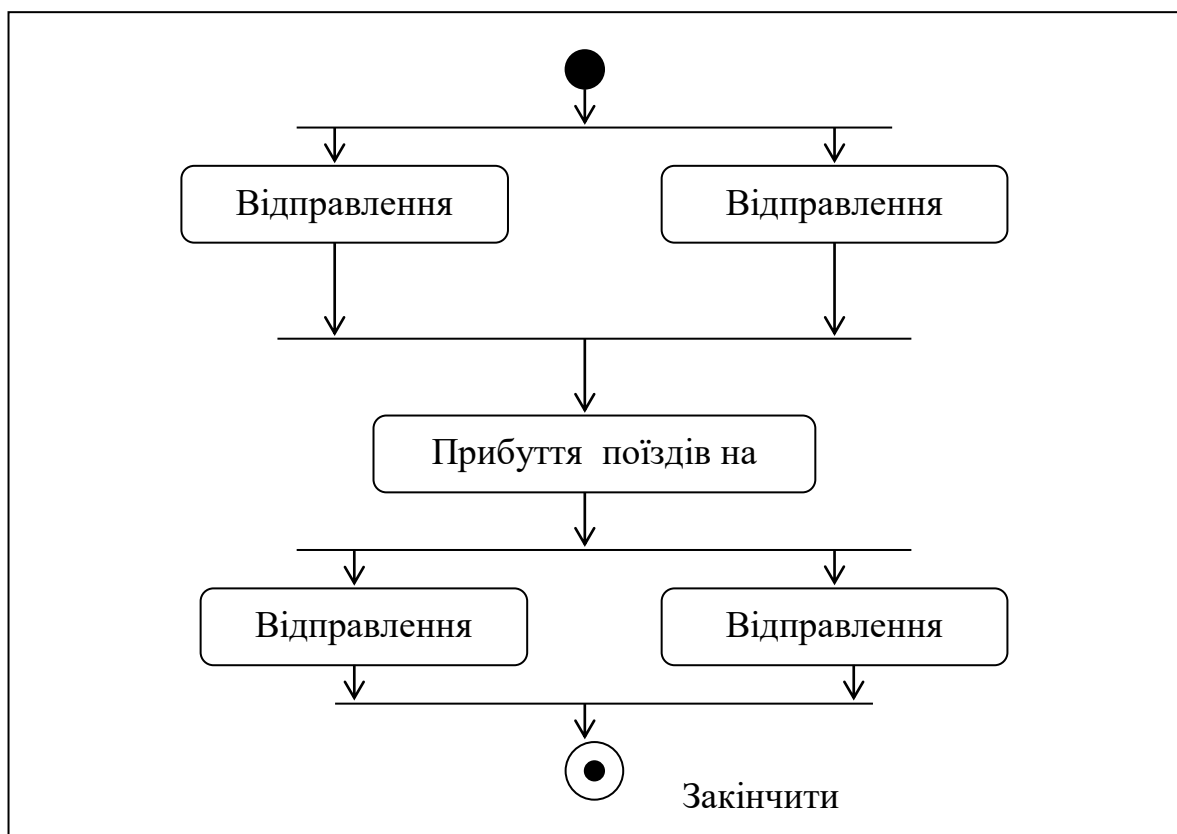 Відправлення
Відправлення
Прибуття поїздів на
Відправлення
Відправлення
Закінчити